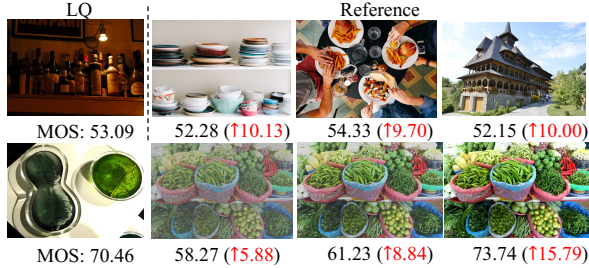 LQ Reference
MOS: 53.09 52.28 (↑10.13) 54.33 (↑9.70) 52.15 (↑10.00)
MOS: 70.46 58.27 (↑5.88) 61.23 (↑8.84) 73.74 (↑15.79)